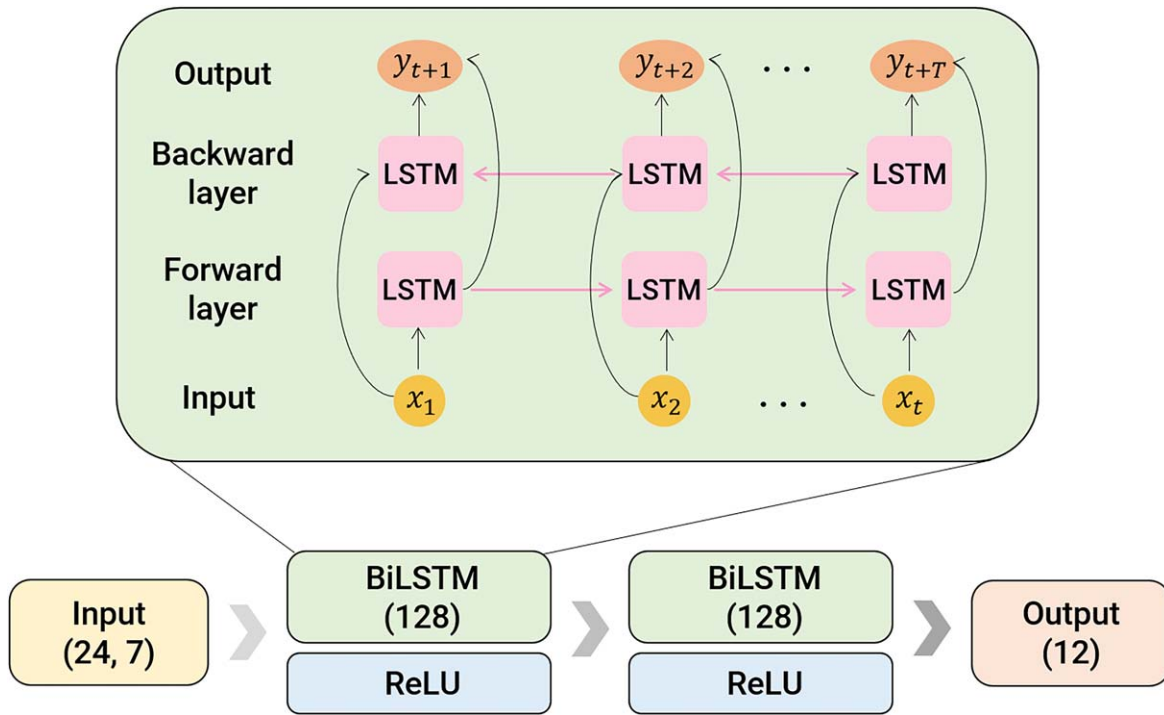 Output
y_{t+1}
y_{t+2}
. . .
y_{t+T}
Backward
layer
LSTM
LSTM
LSTM
Forward
layer
LSTM
LSTM
LSTM
Input
x_1
x_2
. . .
x_t
Input
(24, 7)
BiLSTM
(128)
ReLU
BiLSTM
(128)
ReLU
Output
(12)